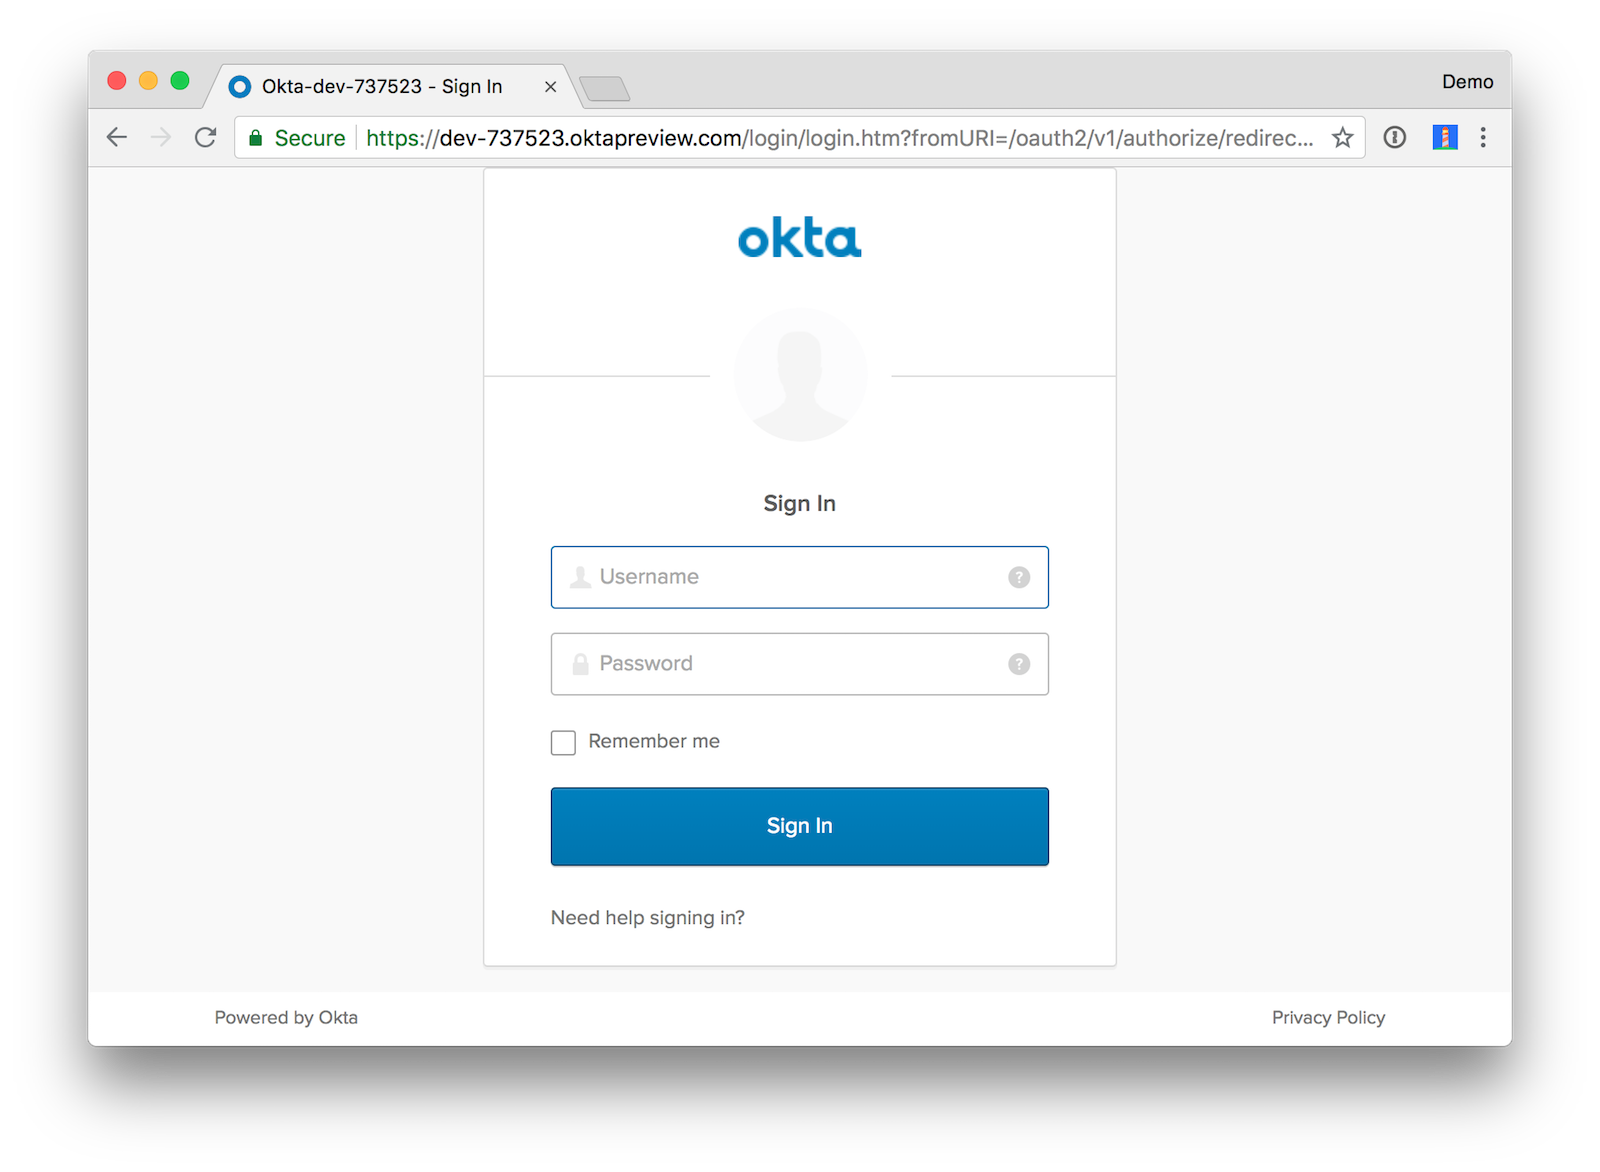 Okta-dev-737523 - Sign In
Demo
Secure
https://dev-737523.oktapreview.com/login/login.htm?fromURI=/oauth2/v1/authorize/redirec...
okta
Sign In
Username
?
Password
?
Remember me
Sign In
Need help signing in?
Powered by Okta
Privacy Policy